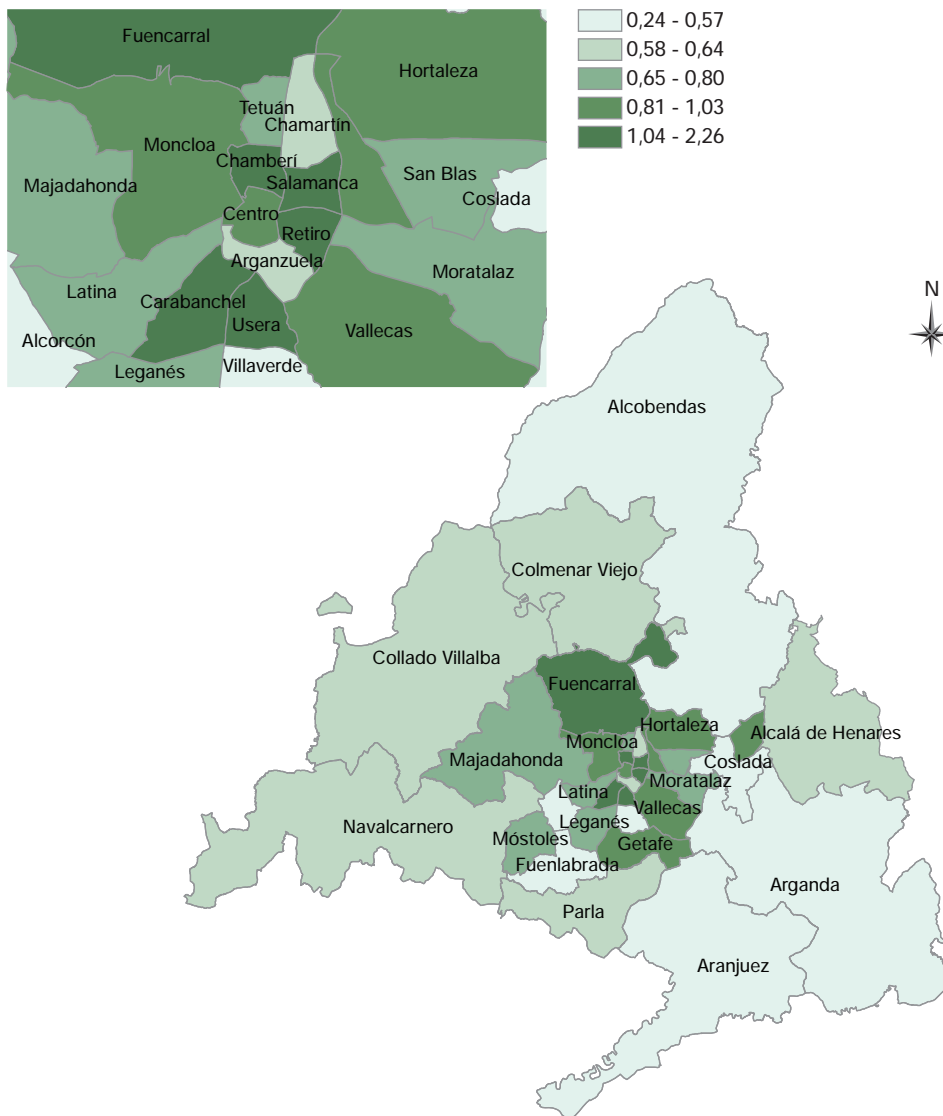 Fuencarral
Hortaleza
Tetuán
Chamartín
Moncloa
Chamberí
San Blas
Majadahonda
Salamanca
Coslada
Centro
Retiro
Arganzuela
Moratalaz
Latina
Carabanchel
Usera
Vallecas
Alcorcón
Villaverde
Leganés
0,24 - 0,57
0,58 - 0,64
0,65 - 0,80
0,81 - 1,03
1,04 - 2,26
N
Alcobendas
Colmenar Viejo
Collado Villalba
Fuencarral
Hortaleza
Alcalá de Henares
Moncloa
Majadahonda
Coslada
Moratalaz
Latina
Vallecas
Navalcarnero
Leganés
Móstoles
Getafe
Fuenlabrada
Arganda
Parla
Aranjuez